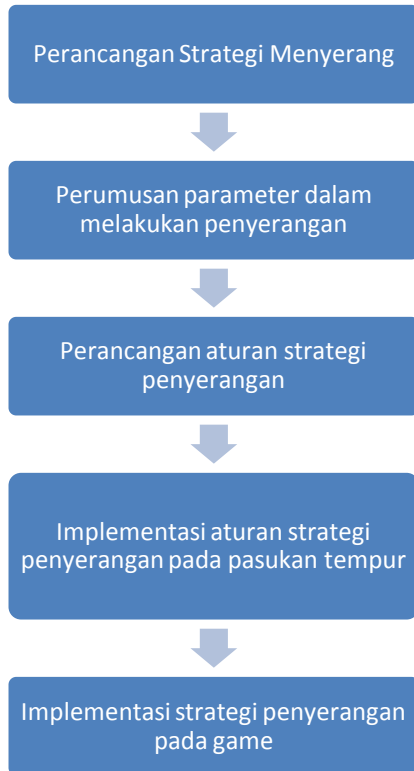 Perancangan Strategi Menyerang
Perumusan parameter dalam
melakukan penyerangan
Perancangan aturan strategi
penyerangan
Implementasi aturan strategi
penyerangan pada pasukan tempur
Implementasi strategi penyerangan
pada game